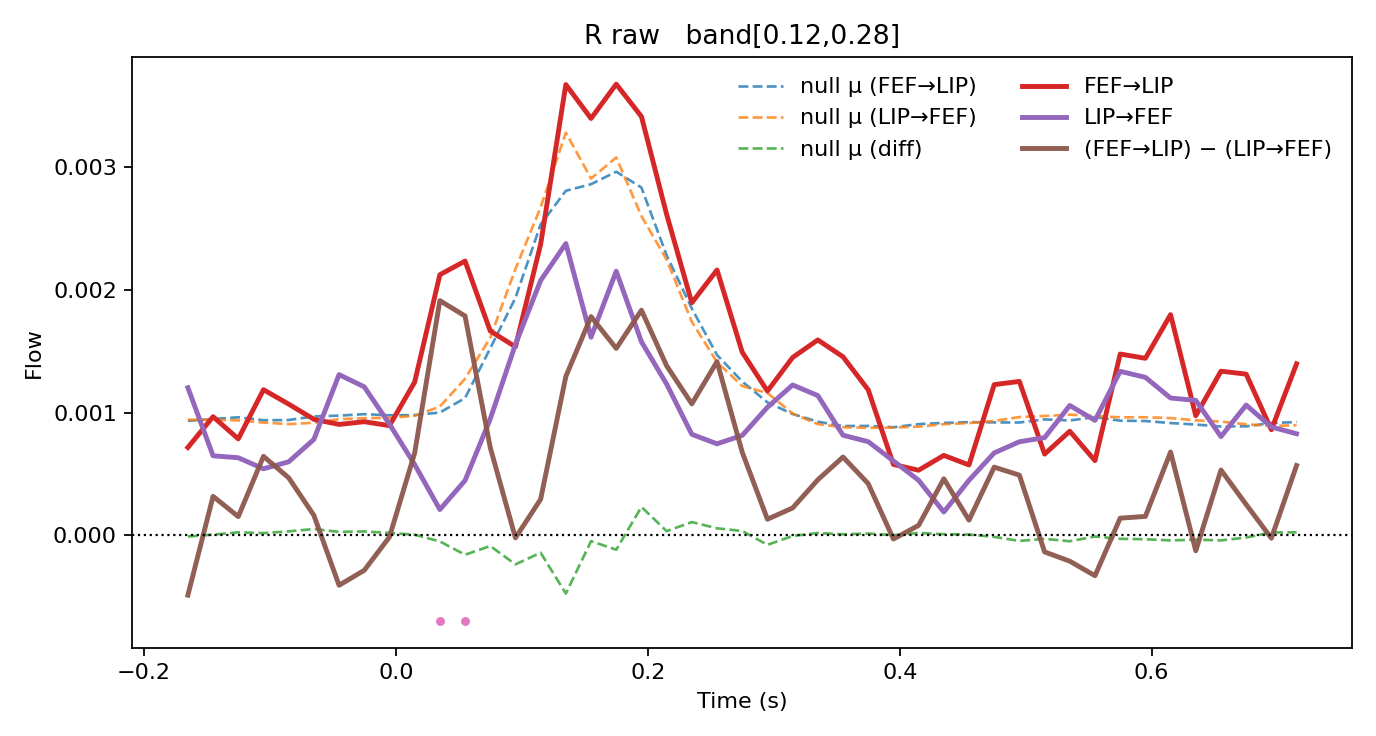 R raw   band[0.12,0.28]
null μ (FEF→LIP)
null μ (LIP→FEF)
null μ (diff)
FEF→LIP
LIP→FEF
(FEF→LIP) − (LIP→FEF)
Flow
0.003
0.002
0.001
0.000
−0.2
0.0
0.2
0.4
0.6
Time (s)